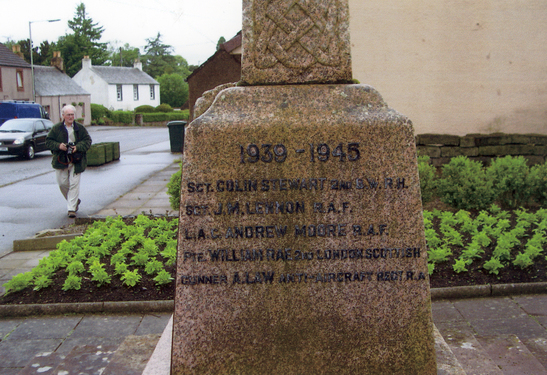 1939 - 1945
SGT. COLIN STEWART 2ND B.W. R.H.
SGT J.M. LENNON R.A.F.
L.A.C. ANDREW MOORE R.A.F.
PTE WILLIAM RAE 2ND LONDON SCOTTISH
GUNNER A. LAW ANTI-AIRCRAFT REGT R.A.